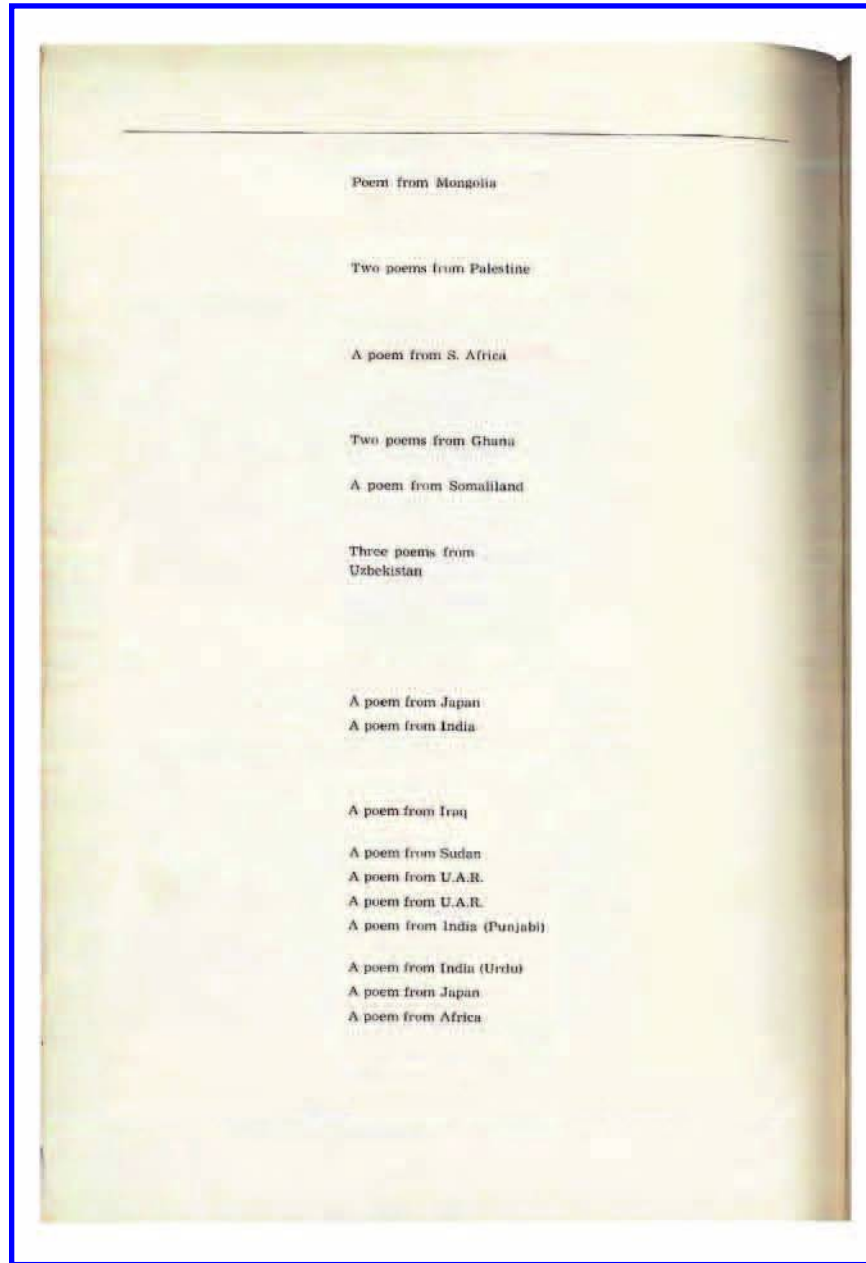 Poem from Mongolia
Two poems from Palestine
A poem from S. Africa
Two poems from Ghana
A poem from Somaliland
Three poems from
Uzbekistan
A poem from Japan
A poem from India
A poem from Iraq
A poem from Sudan
A poem from U.A.R.
A poem from U.A.R.
A poem from India (Punjabi)
A poem from India (Urdu)
A poem from Japan
A poem from Africa